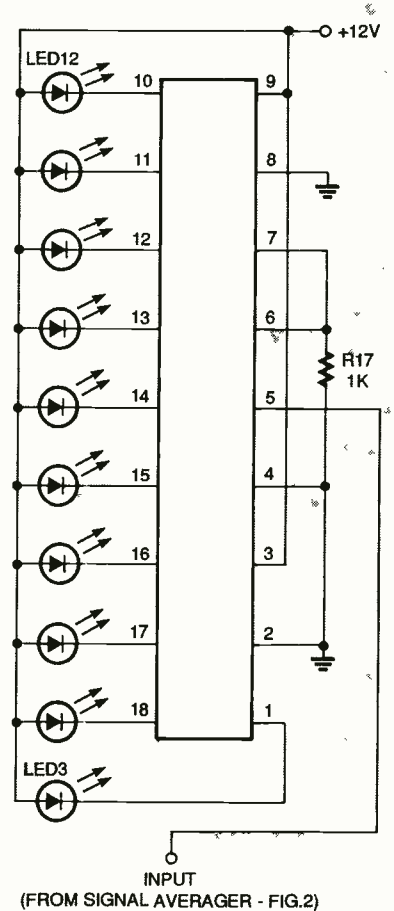 +12V
LED12
10 9
11 8
12 7
13 6
R17
1K
14 5
15 4
16 3
17 2
18 1
LED3
INPUT
(FROM SIGNAL AVERAGER - FIG.2)